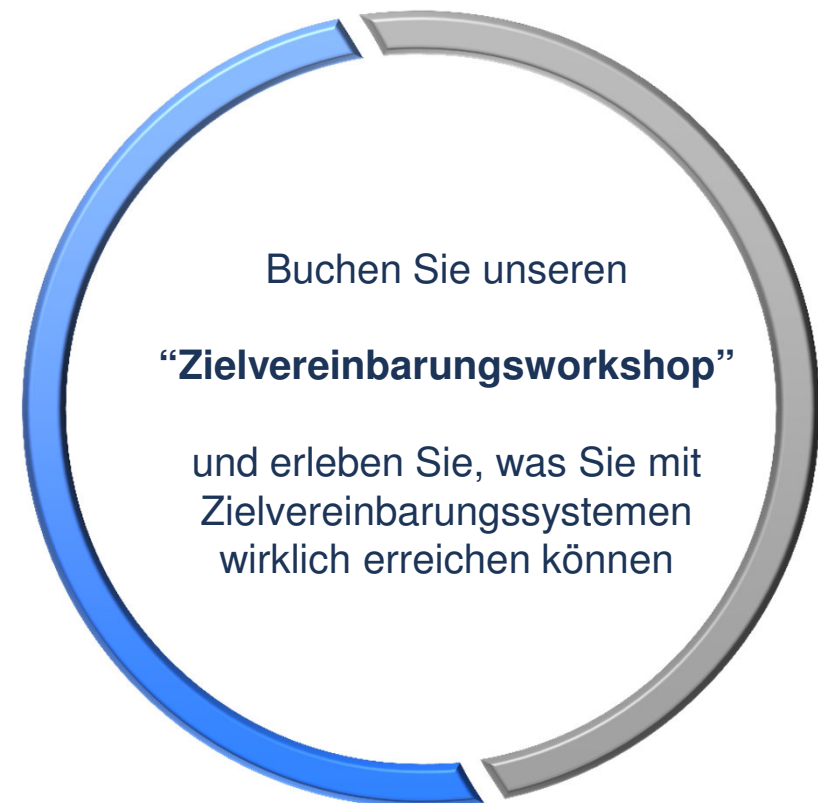 Buchen Sie unseren
“Zielvereinbarungsworkshop”
und erleben Sie, was Sie mit
Zielvereinbarungssystemen
wirklich erreichen können